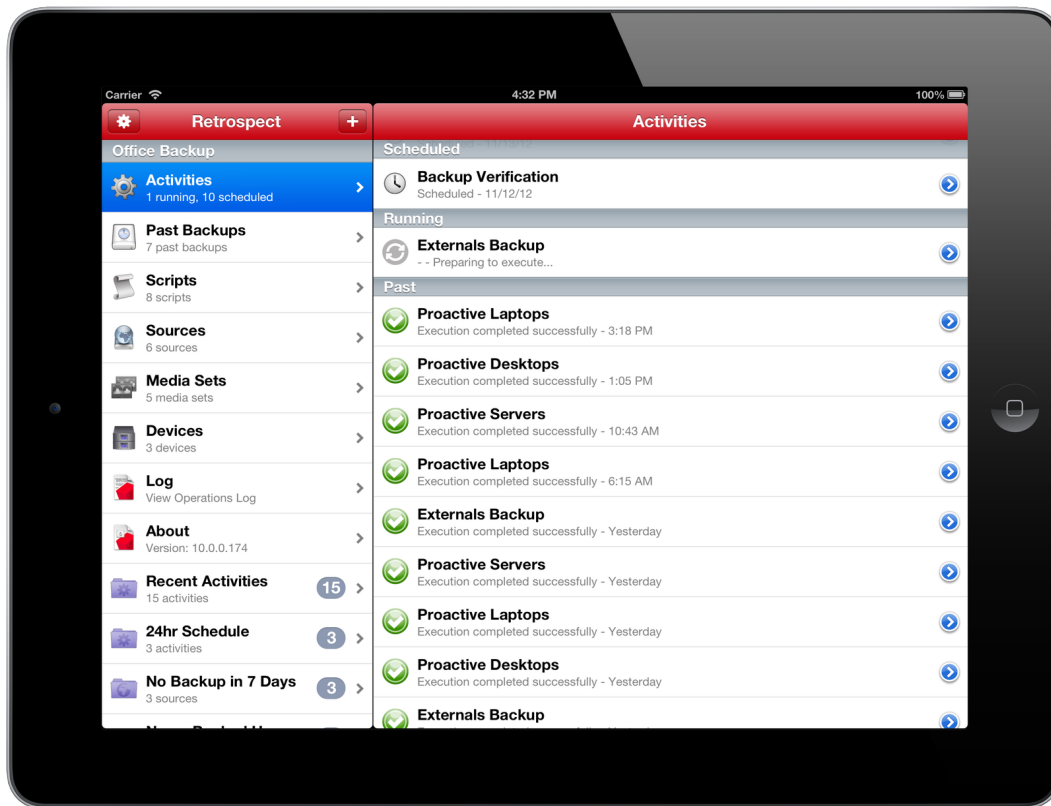 Carrier
4:32 PM
100%
Retrospect
+
Office Backup
Activities
1 running, 10 scheduled
Past Backups
7 past backups
Scripts
8 scripts
Sources
6 sources
Media Sets
5 media sets
Devices
3 devices
Log
View Operations Log
About
Version: 10.0.0.174
Recent Activities
15 activities
15
24hr Schedule
3 activities
3
No Backup in 7 Days
3 sources
3
Activities
Scheduled
Backup Verification
Scheduled - 11/12/12
Running
Externals Backup
- - Preparing to execute...
Past
Proactive Laptops
Execution completed successfully - 3:18 PM
Proactive Desktops
Execution completed successfully - 1:05 PM
Proactive Servers
Execution completed successfully - 10:43 AM
Proactive Laptops
Execution completed successfully - 6:15 AM
Externals Backup
Execution completed successfully - Yesterday
Proactive Servers
Execution completed successfully - Yesterday
Proactive Laptops
Execution completed successfully - Yesterday
Proactive Desktops
Execution completed successfully - Yesterday
Externals Backup